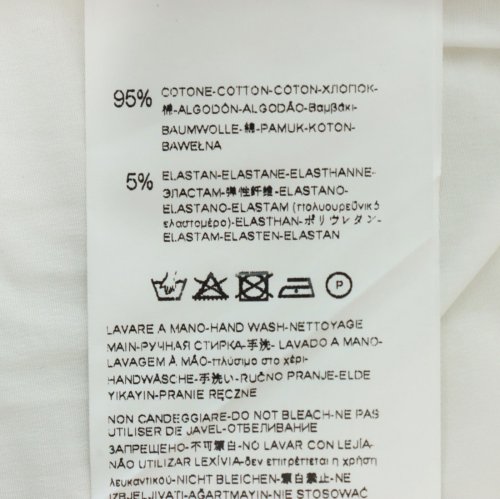 95% COTONE-COTTON-COTON-ХЛОПОК-
棉-ALGODÓN-ALGODÃO-Βαμβάκι-
BAUMWOLLE-綿-PAMUK-KOTON-
BAWEŁNA
5% ELASTAN-ELASTANE-ELASTHANNE-
ЭЛАСТАМ-弹性纤维-ELASTANO-
ELASTANO-ELASTAM (πολυουρεθνικό
ελαστομερό)-ELASTHAN-ポリウレタン-
ELASTAM-ELASTEN-ELASTAN
P
LAVARE A MANO-HAND WASH-NETTOYAGE
MAIN-РУЧНАЯ СТИРКА-手洗- LAVADO A MANO-
LAVAGEM À MÃO-πλύσιμο στο χέρι-
HANDWÄSCHE-手洗い-RUČNO PRANJE-ELDE
YIKAYIN-PRANIE RĘCZNE
NON CANDEGGIARE-DO NOT BLEACH-NE PAS
UTILISER DE JAVEL-ОТБЕЛИВАНИЕ
ЗАПРЕЩЕНО-不可漂白-NO LAVAR CON LEJÍA-
NÃO UTILIZAR LEXÍVIA-δεν επιτρέπεται η χρήση
λευκαντικού-NICHT BLEICHEN-漂白禁止-NE
IZBJELJIVATI-AĞARTMAYIN-NIE STOSOWAĆ